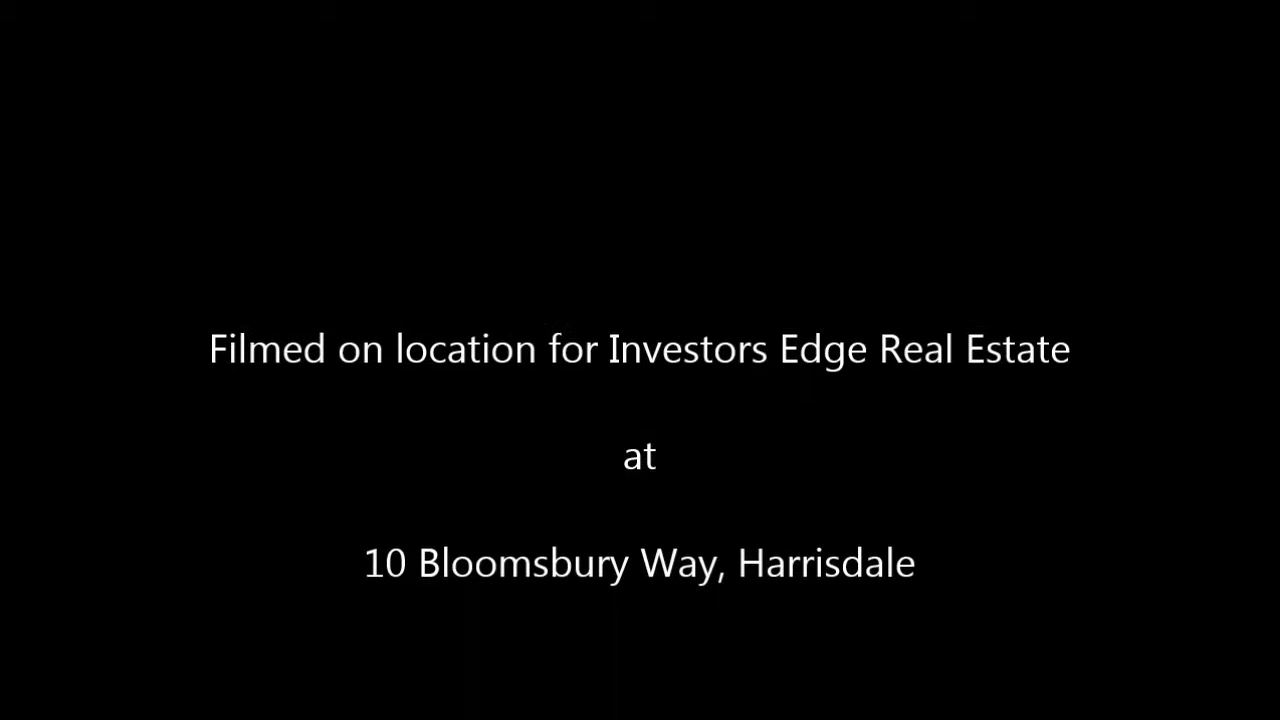 Filmed on location for Investors Edge Real Estate
at
10 Bloomsbury Way, Harrisdale